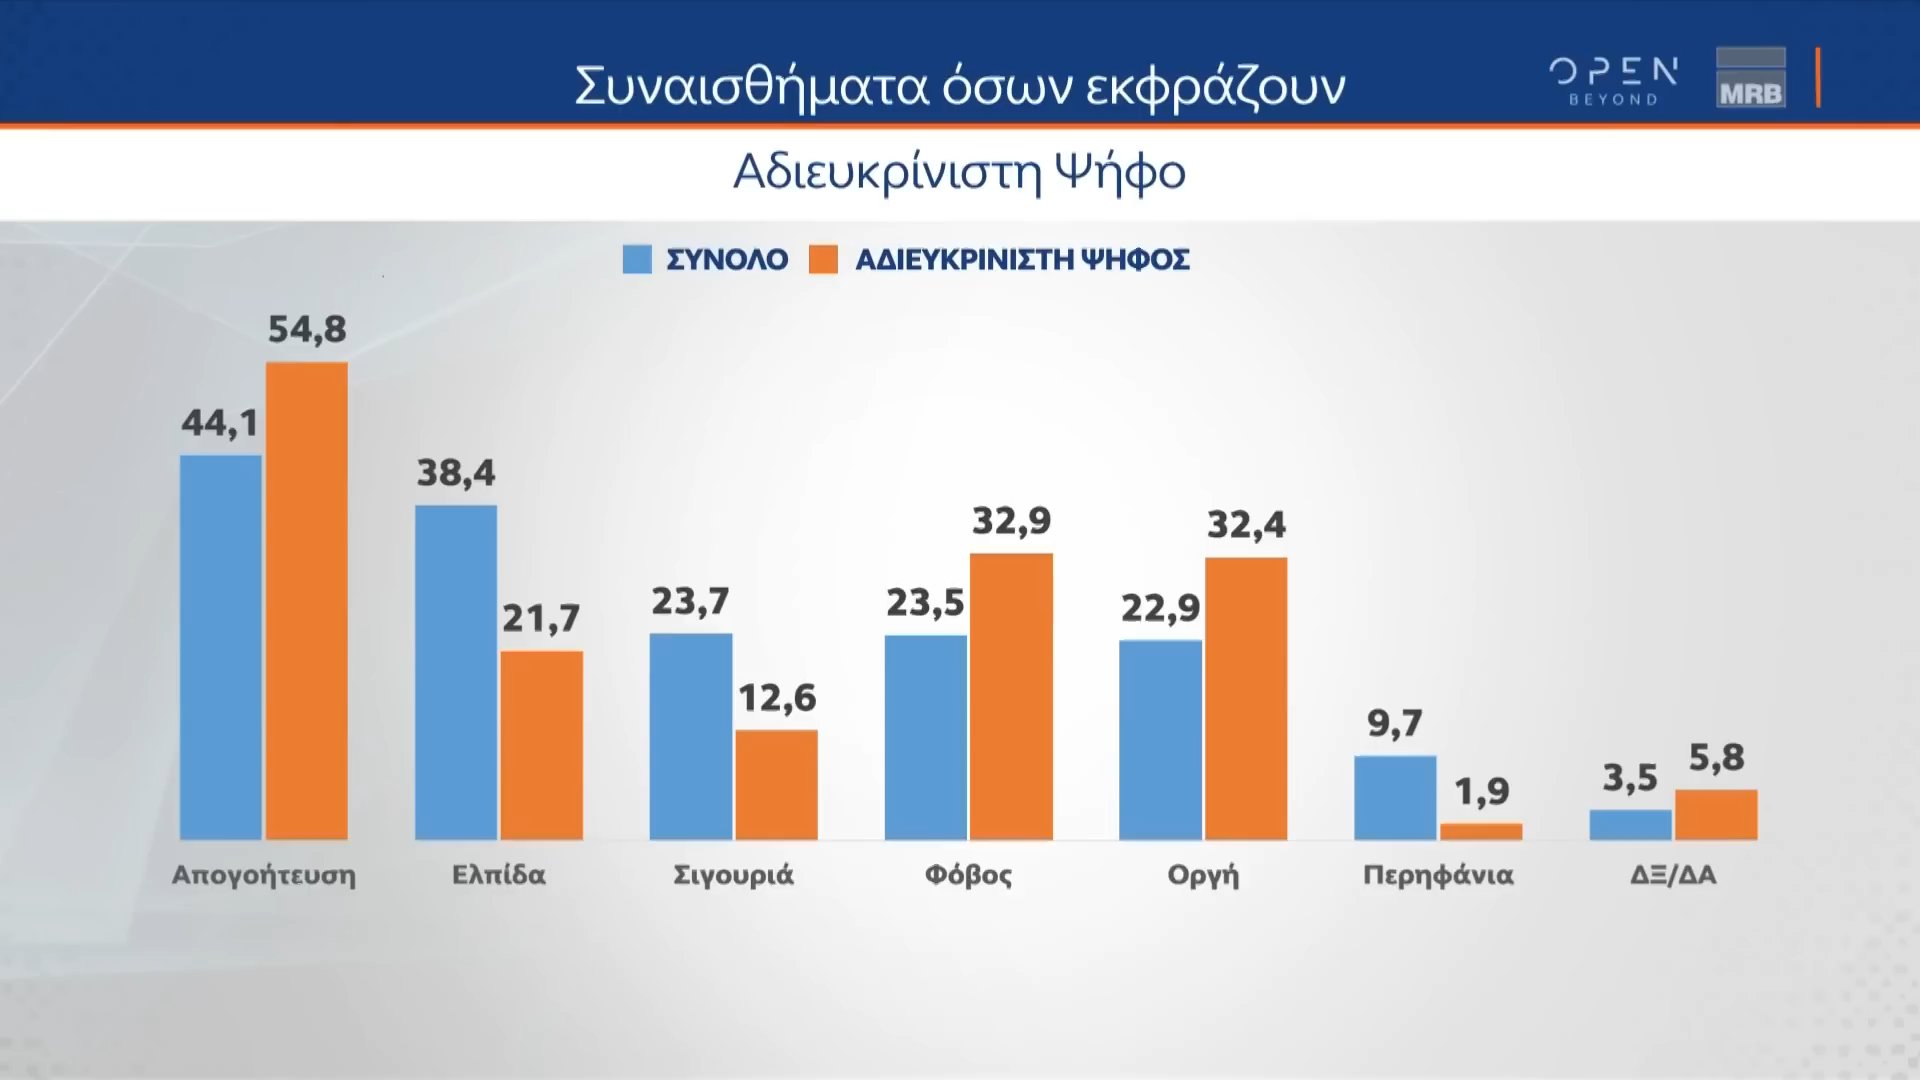 Συναισθήματα όσων εκφράζουν
OPEN
BEYOND
MRB
Αδιευκρίνιστη Ψήφο
ΣΥΝΟΛΟ ΑΔΙΕΥΚΡΙΝΙΣΤΗ ΨΗΦΟΣ
44,1 54,8
38,4 21,7
23,7 12,6
23,5 32,9
22,9 32,4
9,7 1,9
3,5 5,8
Απογοήτευση Ελπίδα Σιγουριά Φόβος Οργή Περηφάνια ΔΞ/ΔΑ